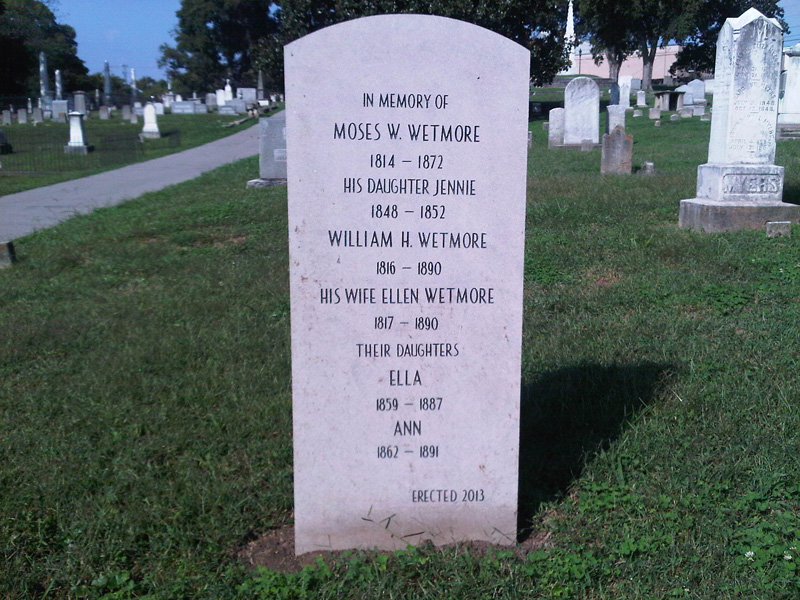 IN MEMORY OF
MOSES W. WETMORE
1814 – 1872
HIS DAUGHTER JENNIE
1848 – 1852
WILLIAM H. WETMORE
1816 – 1890
HIS WIFE ELLEN WETMORE
1817 – 1890
THEIR DAUGHTERS
ELLA
1859 – 1887
ANN
1862 – 1891
ERECTED 2013
MYERS